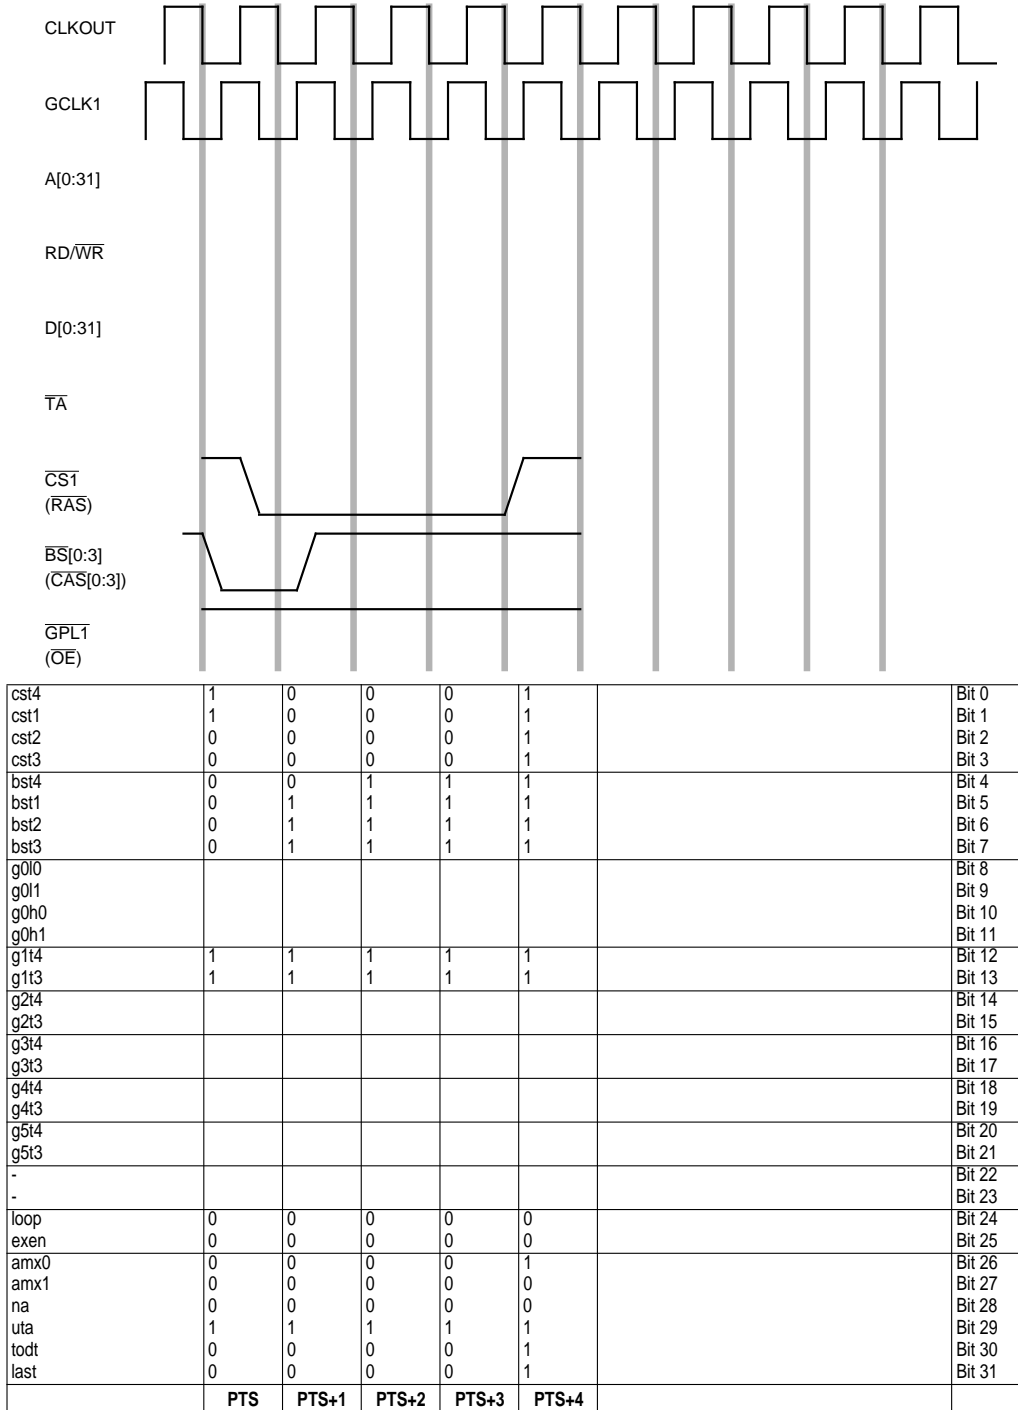 CLKOUT
GCLK1
A[0:31]
RD/WR
D[0:31]
TA
CS1
(RAS)
BS[0:3]
(CAS[0:3])
GPL1
(OE)
cst4 1 0 0 0 1 Bit 0
cst1 1 0 0 0 1 Bit 1
cst2 0 0 0 0 1 Bit 2
cst3 0 0 0 0 1 Bit 3
bst4 0 0 1 1 1 Bit 4
bst1 0 1 1 1 1 Bit 5
bst2 0 1 1 1 1 Bit 6
bst3 0 1 1 1 1 Bit 7
g0l0 Bit 8
g0l1 Bit 9
g0h0 Bit 10
g0h1 Bit 11
g1t4 1 1 1 1 1 Bit 12
g1t3 1 1 1 1 1 Bit 13
g2t4 Bit 14
g2t3 Bit 15
g3t4 Bit 16
g3t3 Bit 17
g4t4 Bit 18
g4t3 Bit 19
g5t4 Bit 20
g5t3 Bit 21
- Bit 22
- Bit 23
loop 0 0 0 0 0 Bit 24
exen 0 0 0 0 0 Bit 25
amx0 0 0 0 0 1 Bit 26
amx1 0 0 0 0 0 Bit 27
na 0 0 0 0 0 Bit 28
uta 1 1 1 1 1 Bit 29
todt 0 0 0 0 1 Bit 30
last 0 0 0 0 1 Bit 31
PTS PTS+1 PTS+2 PTS+3 PTS+4